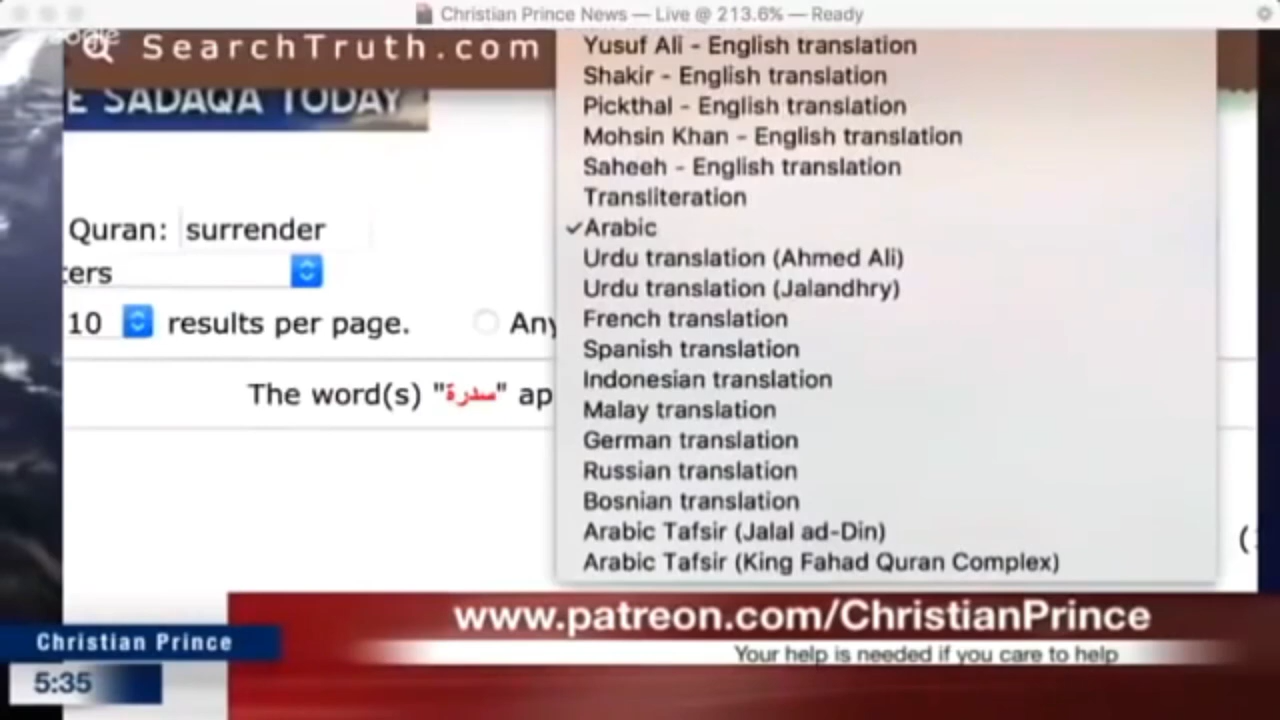 Christian Prince News — Live @ 213.6% — Ready
Google
SearchTruth.com
E SADAQA TODAY
Quran: surrender
ters
10 results per page.
Any
The word(s) "سدرة" ap
Yusuf Ali - English translation
Shakir - English translation
Pickthal - English translation
Mohsin Khan - English translation
Saheeh - English translation
Transliteration
✓Arabic
Urdu translation (Ahmed Ali)
Urdu translation (Jalandhry)
French translation
Spanish translation
Indonesian translation
Malay translation
German translation
Russian translation
Bosnian translation
Arabic Tafsir (Jalal ad-Din)
Arabic Tafsir (King Fahad Quran Complex)
(
www.patreon.com/ChristianPrince
Christian Prince
Your help is needed if you care to help
5:35